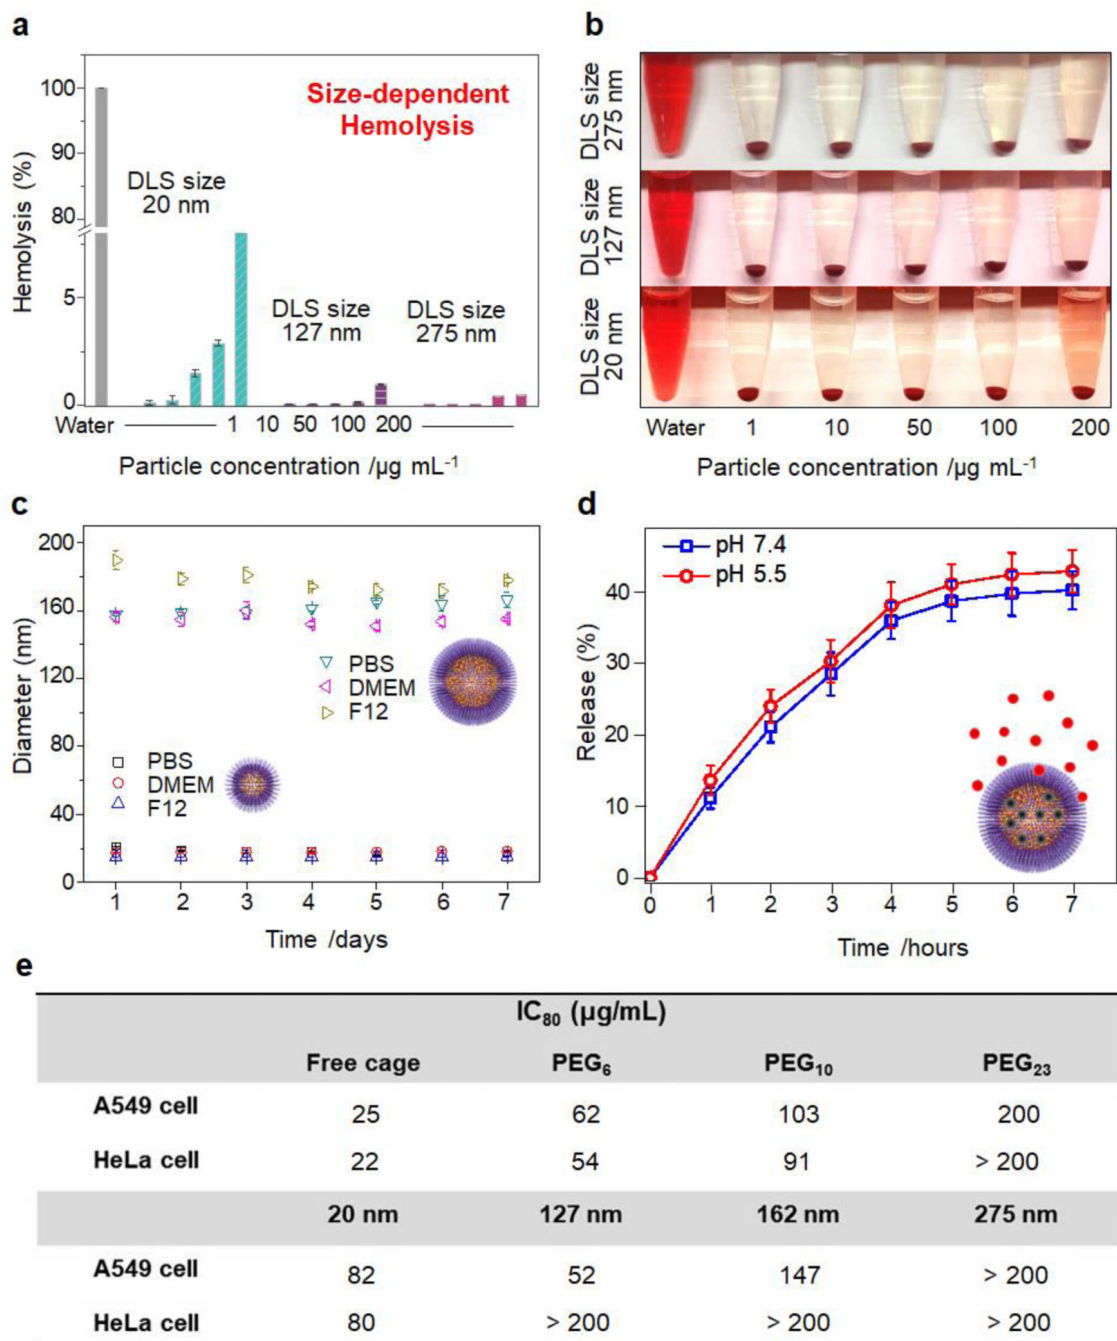 a
Hemolysis (%)
100
90
80
5
0
Size-dependent
Hemolysis
DLS size
20 nm
DLS size
127 nm
DLS size
275 nm
Water 1 10 50 100 200
Particle concentration /µg mL-1
b
DLS size
275 nm
DLS size
127 nm
DLS size
20 nm
Water 1 10 50 100 200
Particle concentration /µg mL-1
c
Diameter (nm)
200
160
120
80
40
0
PBS
DMEM
F12
PBS
DMEM
F12
1 2 3 4 5 6 7
Time /days
d
Release (%)
40
30
20
10
0
pH 7.4
pH 5.5
0 1 2 3 4 5 6 7
Time /hours
e
IC80 (µg/mL)
Free cage PEG6 PEG10 PEG23
A549 cell 25 62 103 200
HeLa cell 22 54 91 > 200
20 nm 127 nm 162 nm 275 nm
A549 cell 82 52 147 > 200
HeLa cell 80 > 200 > 200 > 200